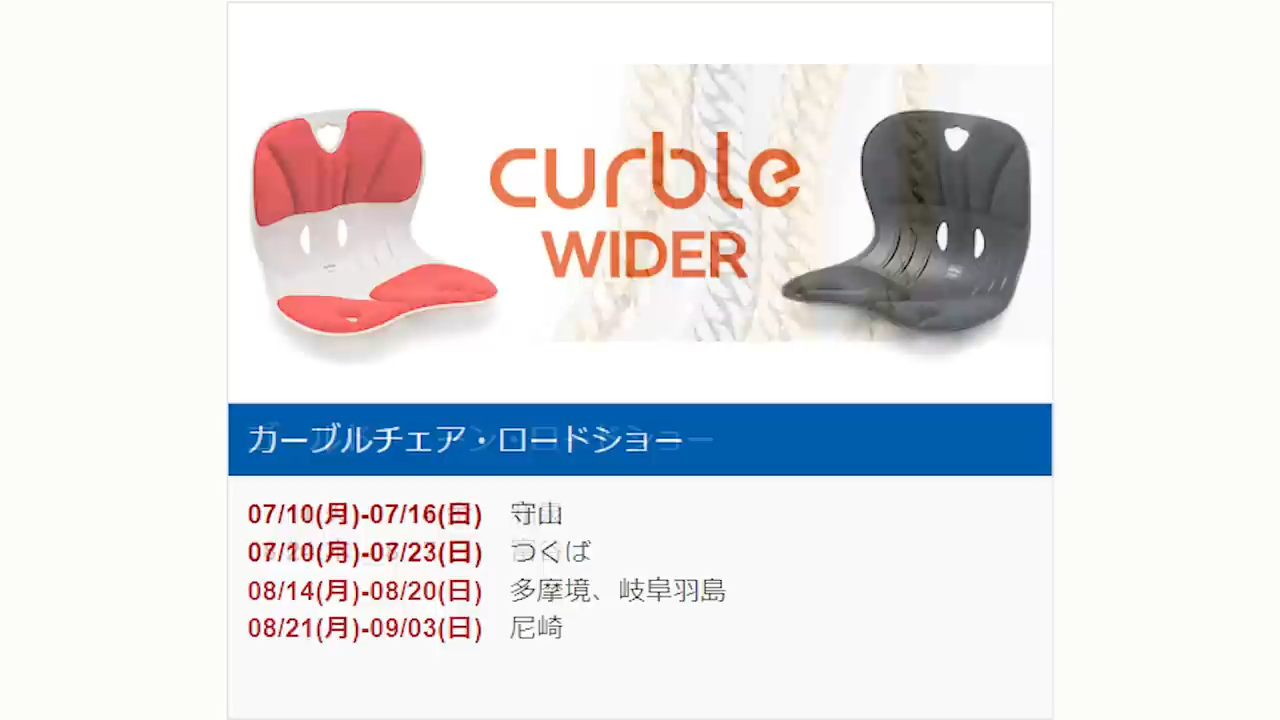 curble
WIDER
カーブルチェア・ロードショー
07/10(月)-07/16(日) 守山
07/10(月)-07/23(日) つくば
08/14(月)-08/20(日) 多摩境、岐阜羽島
08/21(月)-09/03(日) 尼崎